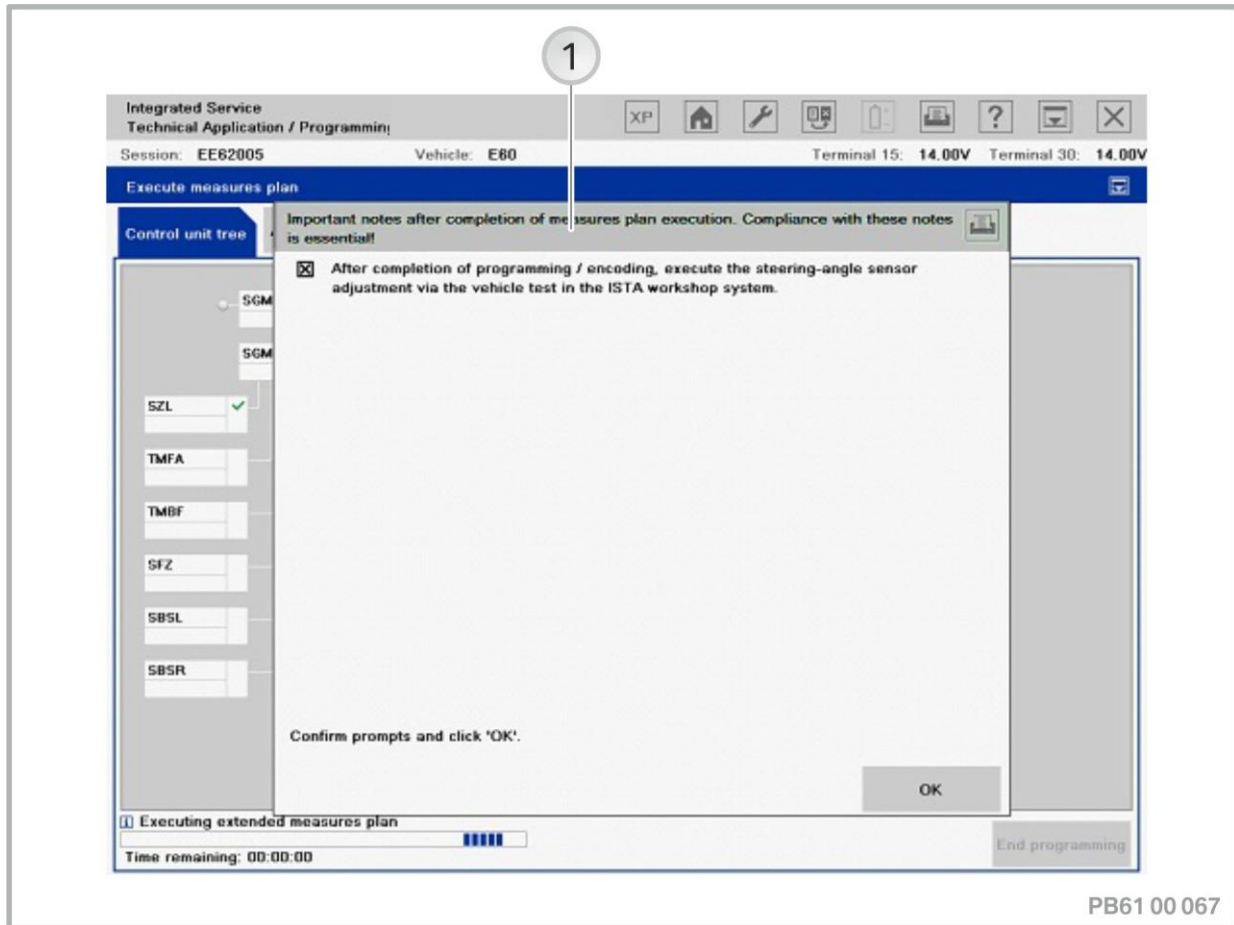 1
Integrated Service
Technical Application / Programming
XP
?
Session: EE62005 Vehicle: E60 Terminal 15: 14.00V Terminal 30: 14.00V
Execute measures plan
Control unit tree
Important notes after completion of measures plan execution. Compliance with these notes
is essential!
After completion of programming / encoding, execute the steering-angle sensor
adjustment via the vehicle test in the ISTA workshop system.
SGM
SGM
SZL
TMFA
TMBF
SFZ
SBSL
SBSR
Confirm prompts and click 'OK'.
OK
Executing extended measures plan
Time remaining: 00:00:00
End programming
PB61 00 067